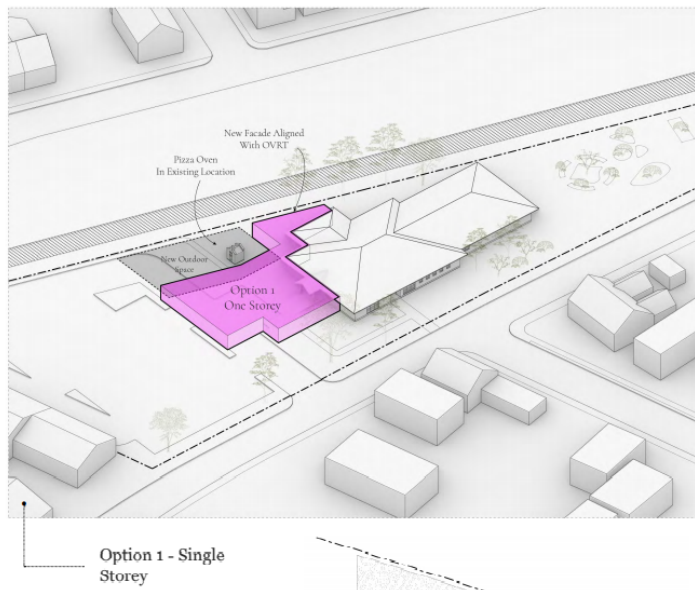 New Facade Aligned
With OVRT
Pizza Oven
In Existing Location
New Outdoor
Space
Option 1
One Storey
Option 1 - Single
Storey